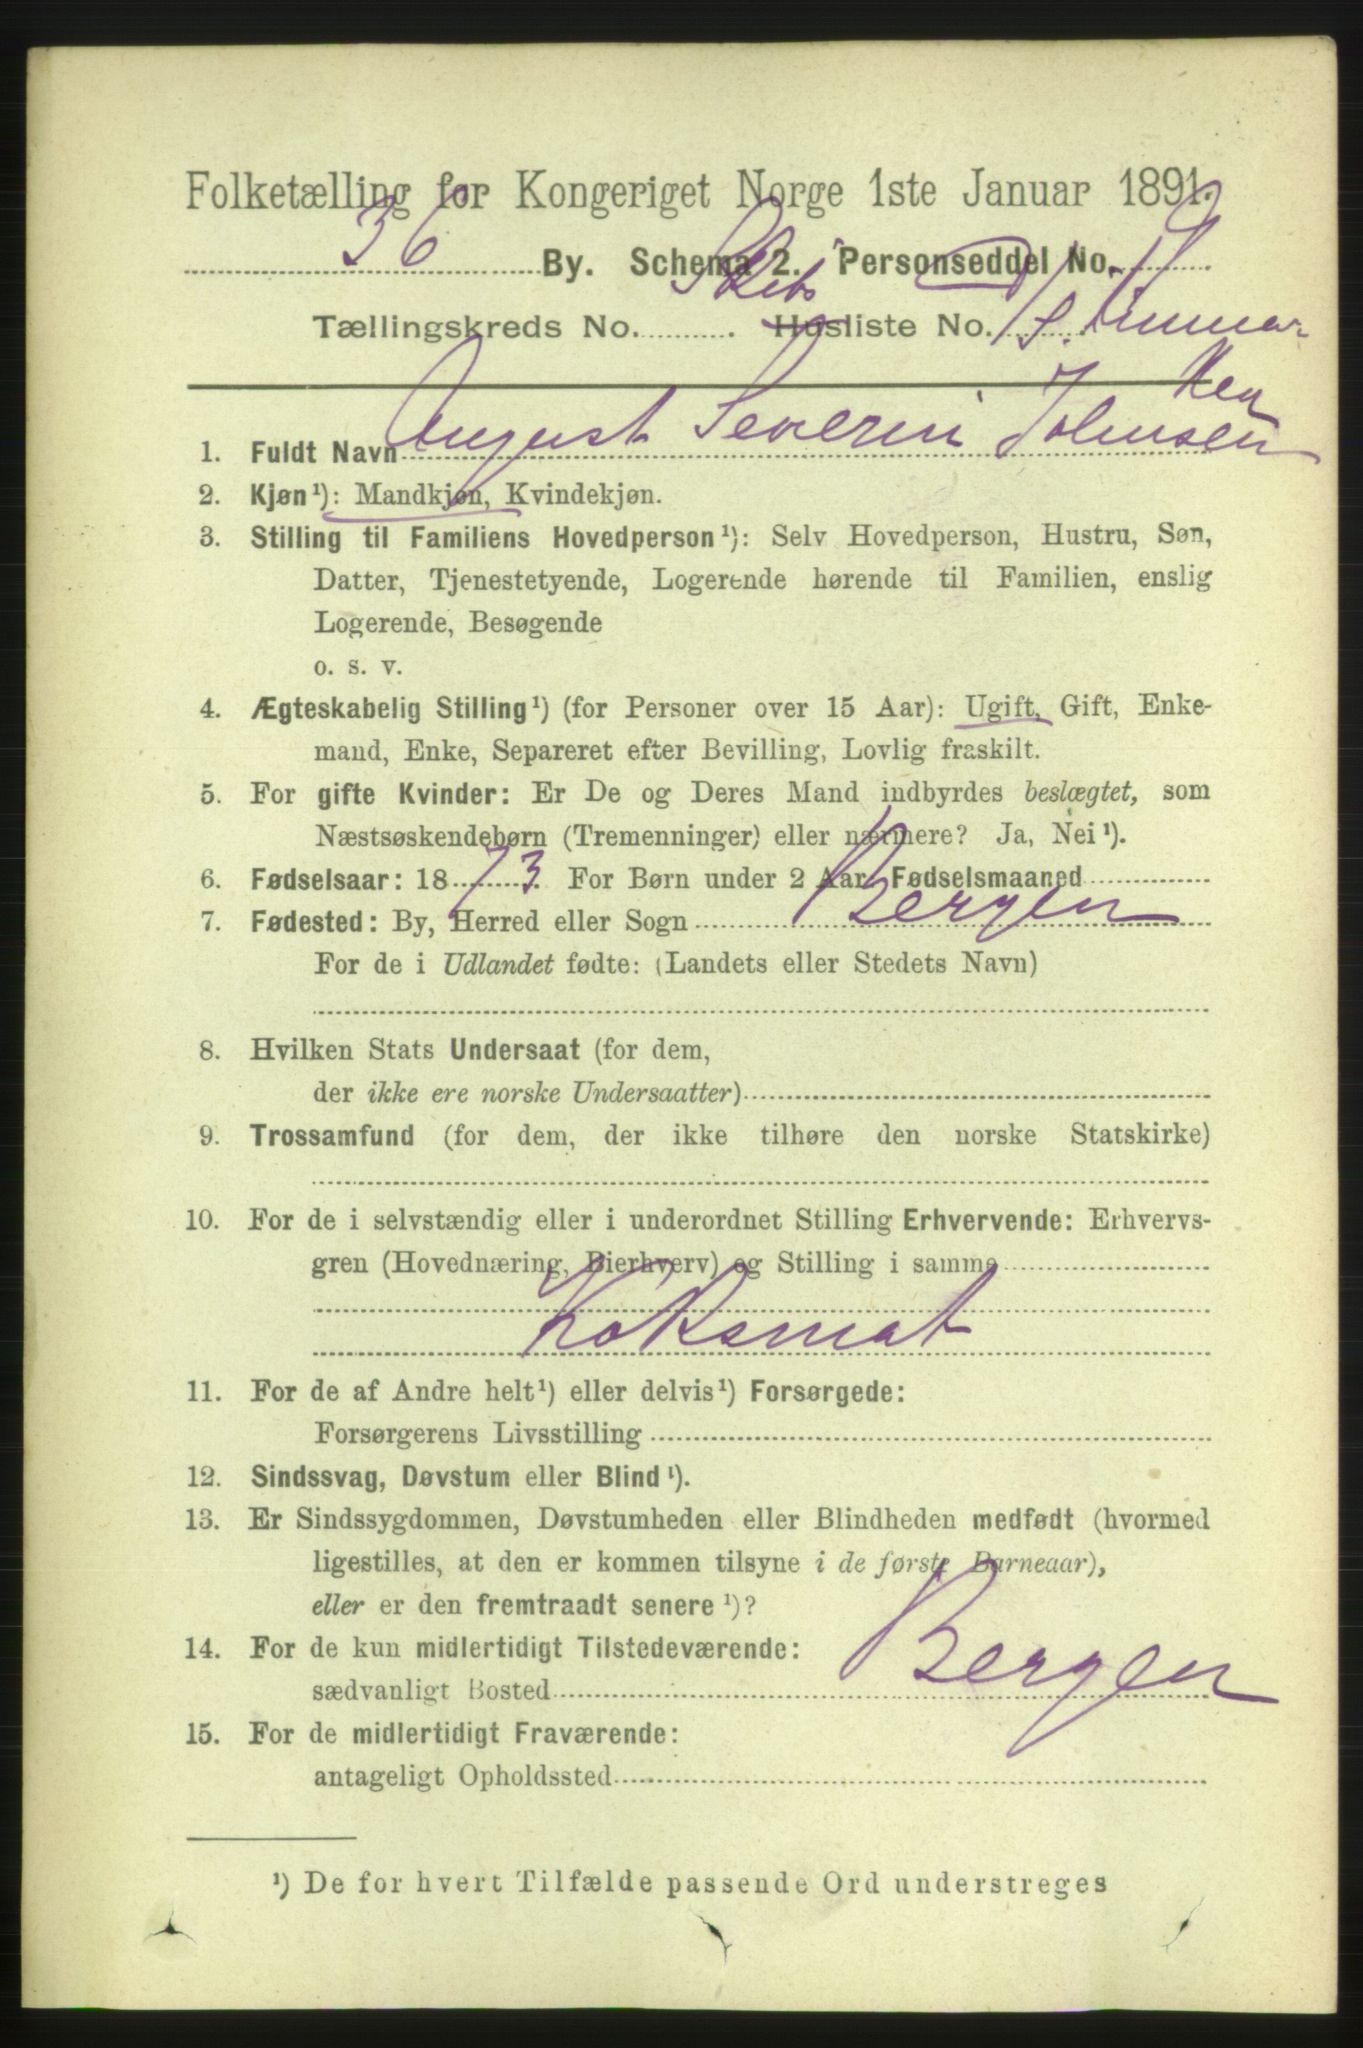 Folketælling for Kongeriget Norge 1ste Januar 1891.
36 By. Schema 2. Personseddel No. 9
Tællingskreds No. Skibs Husliste No. S.
1. Fuldt Navn August Severin Johnsen
2. Kjøn¹): Mandkjøn, Kvindekjøn.
3. Stilling til Familiens Hovedperson¹): Selv Hovedperson, Hustru, Søn,
Datter, Tjenestetyende, Logerende hørende til Familien, enslig
Logerende, Besøgende
o. s. v.
4. Ægteskabelig Stilling¹) (for Personer over 15 Aar): Ugift, Gift, Enke-
mand, Enke, Separeret efter Bevilling, Lovlig fraskilt.
5. For gifte Kvinder: Er De og Deres Mand indbyrdes beslægtet, som
Næstsøskendebørn (Tremenninger) eller nærmere? Ja, Nei¹).
6. Fødselsaar: 1873. For Børn under 2 Aar, Fødselsmaaned
7. Fødested: By, Herred eller Sogn Bergen
For de i Udlandet fødte: (Landets eller Stedets Navn)
8. Hvilken Stats Undersaat (for dem,
der ikke ere norske Undersaatter)
9. Trossamfund (for dem, der ikke tilhøre den norske Statskirke)
10. For de i selvstændig eller i underordnet Stilling Erhvervende: Erhvervs-
gren (Hovednæring, Bierhverv) og Stilling i samme
Koksmat
11. For de af Andre helt¹) eller delvis¹) Forsørgede:
Forsørgerens Livsstilling
12. Sindssvag, Døvstum eller Blind¹).
13. Er Sindssygdommen, Døvstumheden eller Blindheden medfødt (hvormed
ligestilles, at den er kommen tilsyne i de første Barneaar),
eller er den fremtraadt senere¹)?
14. For de kun midlertidigt Tilstedeværende:
sædvanligt Bosted Bergen
15. For de midlertidigt Fraværende:
antageligt Opholdssted
¹) De for hvert Tilfælde passende Ord understreges